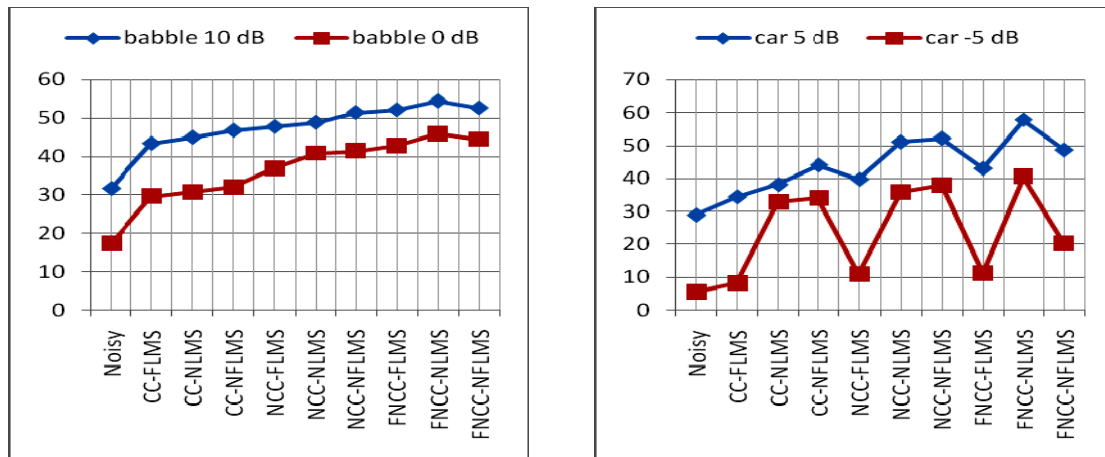 babble 10 dB babble 0 dB
60
50
40
30
20
10
0
Noisy
CC-FLMS
CC-NLMS
CC-NFLMS
NCC-FLMS
NCC-NLMS
NCC-NFLMS
FNCC-FLMS
FNCC-NLMS
FNCC-NFLMS
car 5 dB car -5 dB
70
60
50
40
30
20
10
0
Noisy
CC-FLMS
CC-NLMS
CC-NFLMS
NCC-FLMS
NCC-NLMS
NCC-NFLMS
FNCC-FLMS
FNCC-NLMS
FNCC-NFLMS